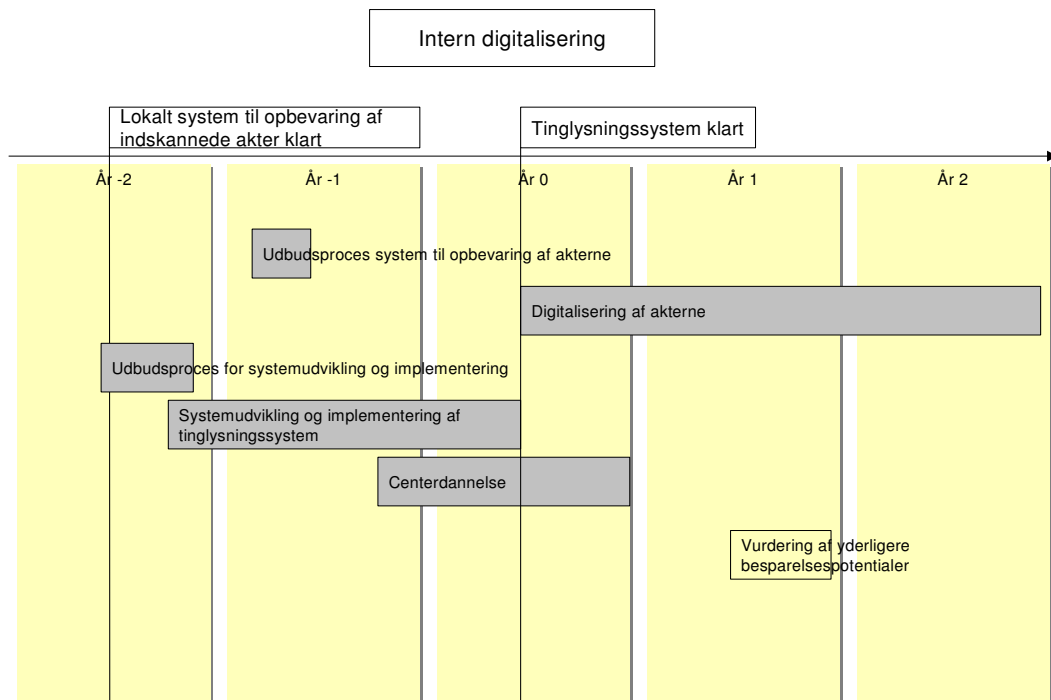 Intern digitalisering
Lokalt system til opbevaring af
indskannede akter klart
Tinglysningssystem klart
År -2
År -1
År 0
År 1
År 2
Udbudsproces system til opbevaring af akterne
Digitalisering af akterne
Udbudsproces for systemudvikling og implementering
Systemudvikling og implementering af
tinglysningssystem
Centerdannelse
Vurdering af yderligere
besparelsespotentialer